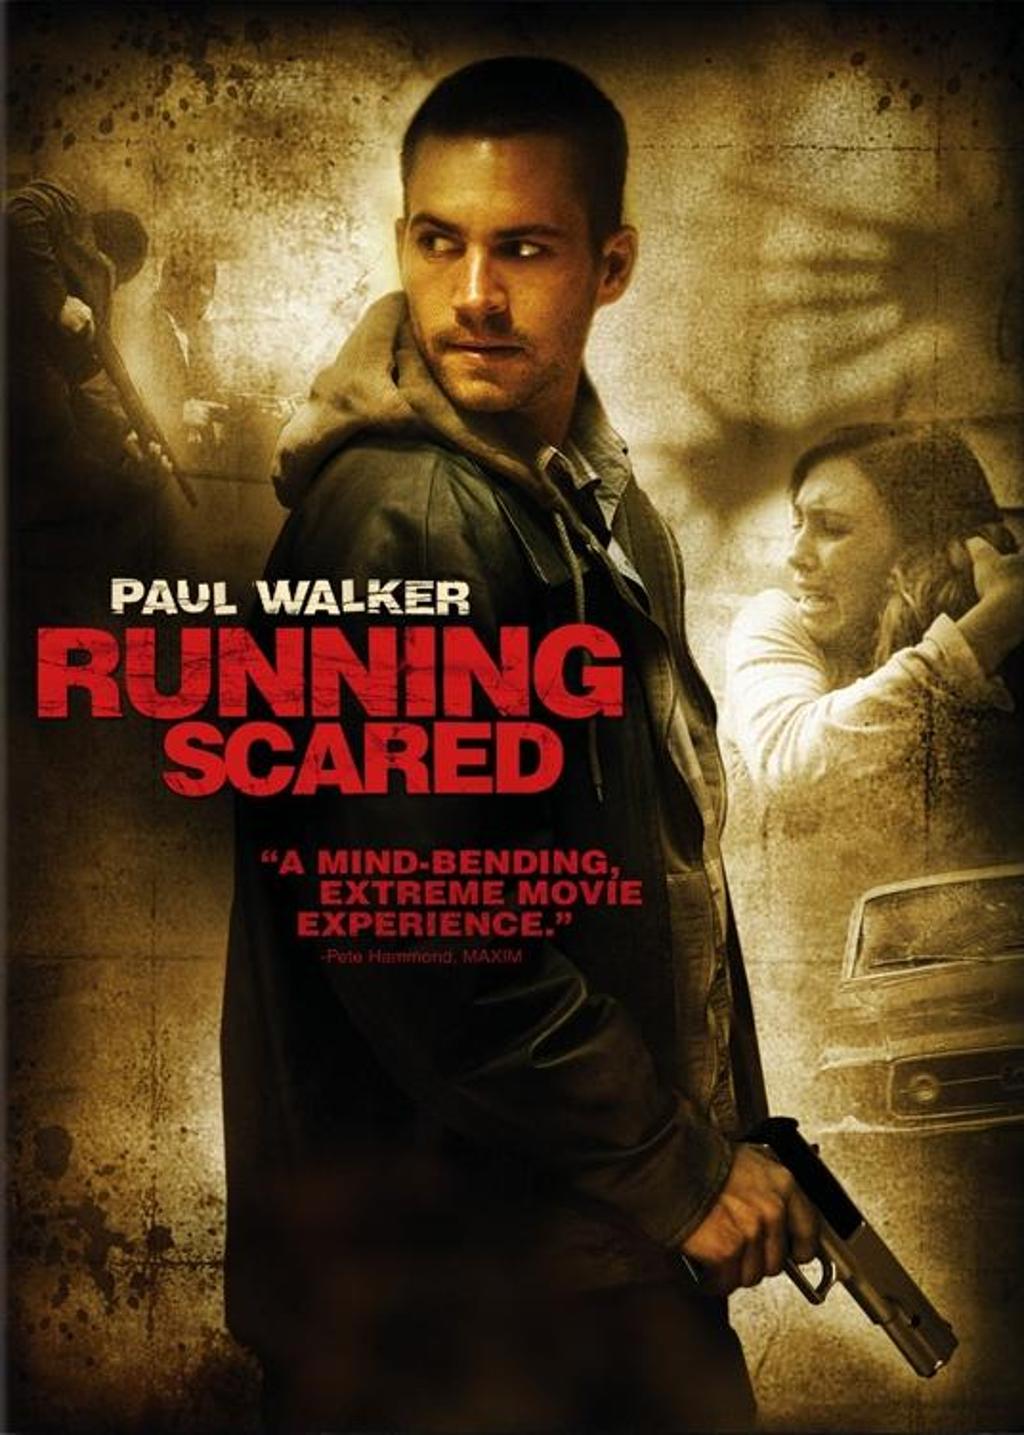 PAUL WALKER
RUNNING
SCARED
“A MIND-BENDING,
EXTREME MOVIE
EXPERIENCE.”
-Pete Hammond, MAXIM